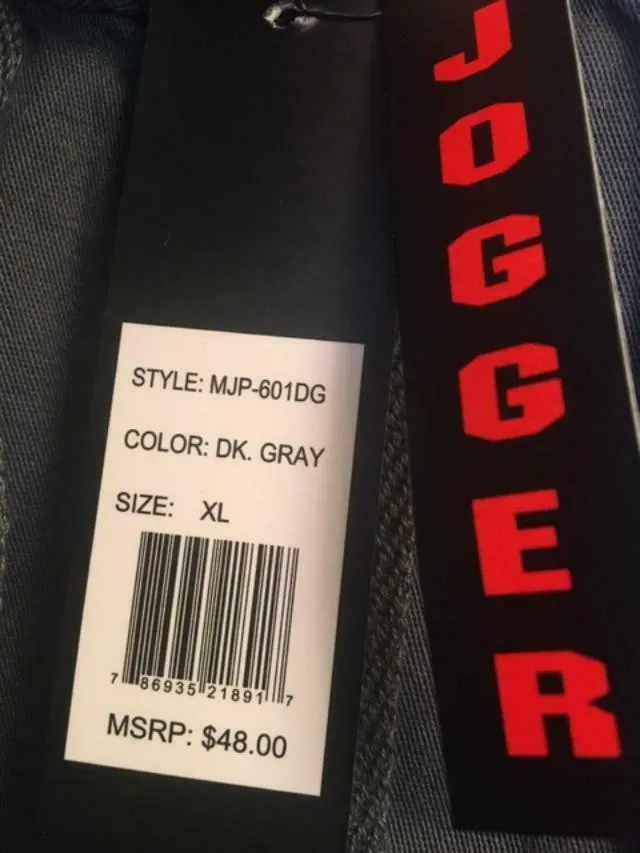 STYLE: MJP-601DG
COLOR: DK. GRAY
SIZE: XL
7 86935 21891 7
MSRP: $48.00
JOGGER